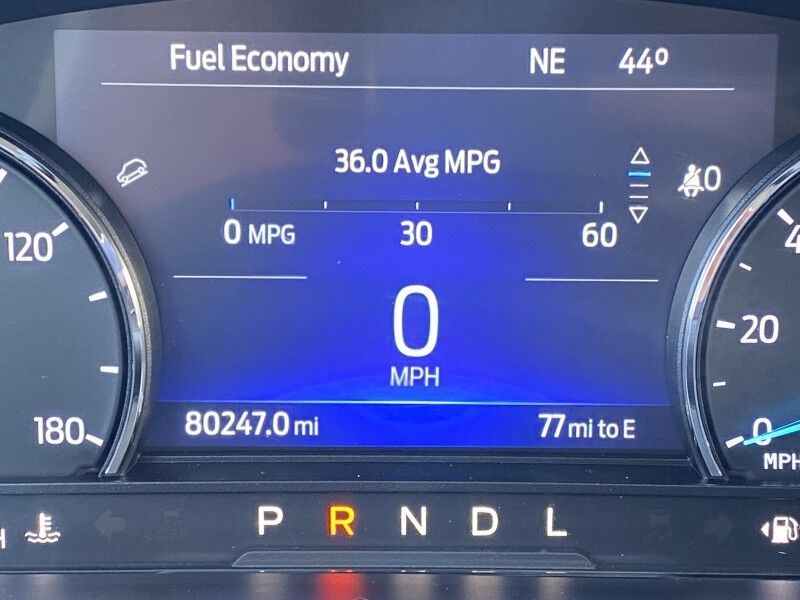 Fuel Economy NE 44°
36.0 Avg MPG
0 MPG 30 60
0
MPH
80247.0 mi 77 mi to E
120
180
20
0
MPH
P R N D L